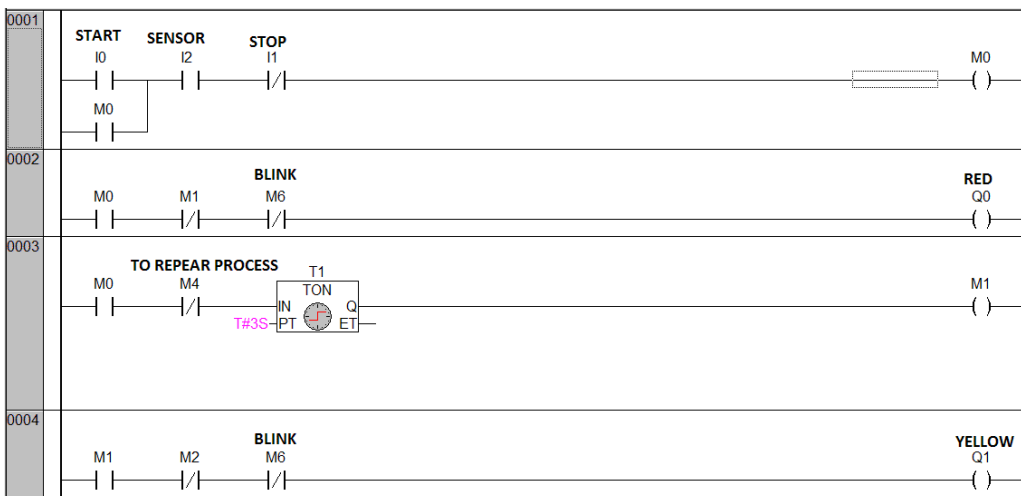 0001
START SENSOR STOP
I0 I2 I1 M0
M0
0002
BLINK RED
M0 M1 M6 Q0
0003
TO REPEAR PROCESS T1
M0 M4 TON M1
IN Q
T#3S PT ET
0004
BLINK YELLOW
M1 M2 M6 Q1